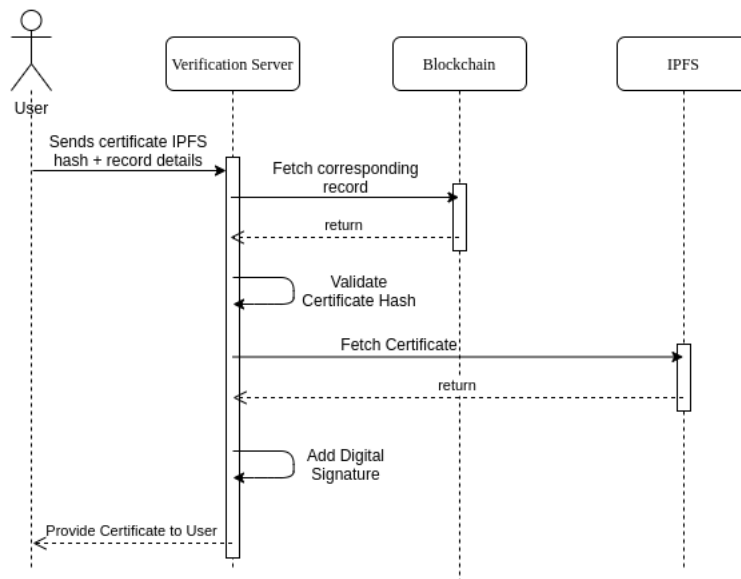 User
Verification Server
Blockchain
IPFS
Sends certificate IPFS
hash + record details
Fetch corresponding
record
return
Validate
Certificate Hash
Fetch Certificate
return
Add Digital
Signature
Provide Certificate to User